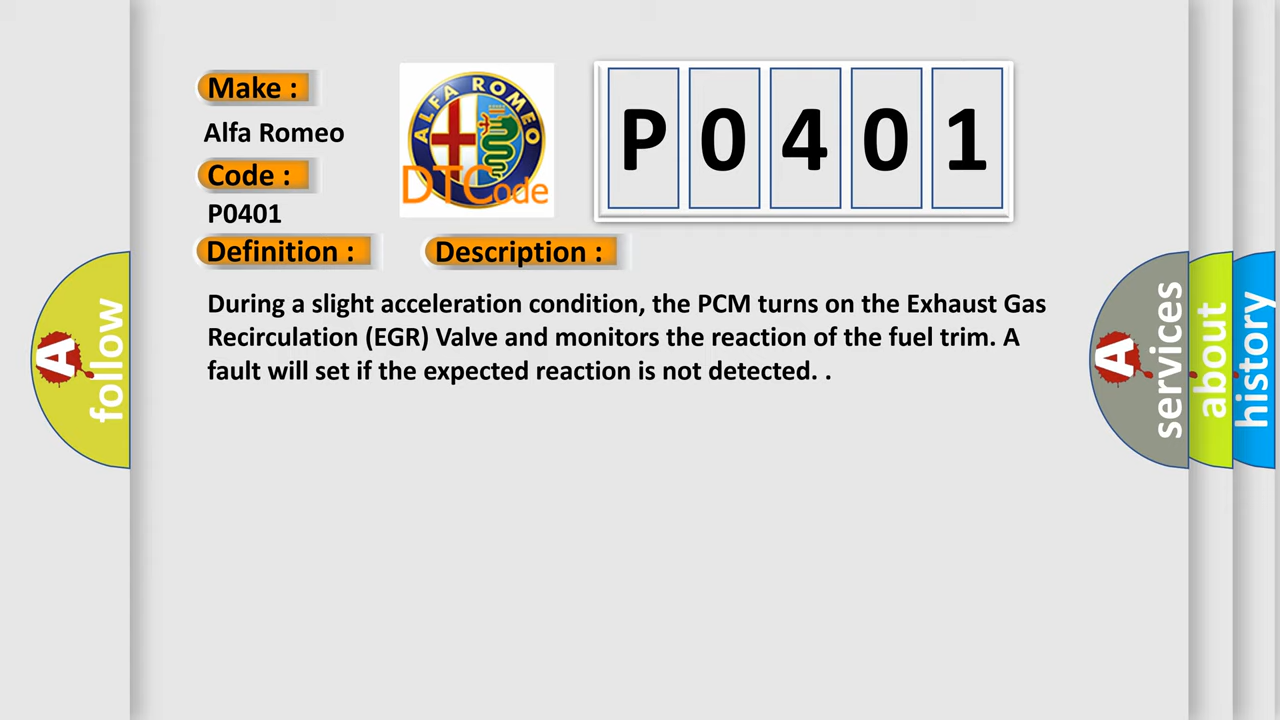 Make :
Alfa Romeo
Code :
P0401
Definition :
Description :
During a slight acceleration condition, the PCM turns on the Exhaust Gas
Recirculation (EGR) Valve and monitors the reaction of the fuel trim. A
fault will set if the expected reaction is not detected. .
ALFA ROMEO
DTCode
P0401
A follow
A services
about
history